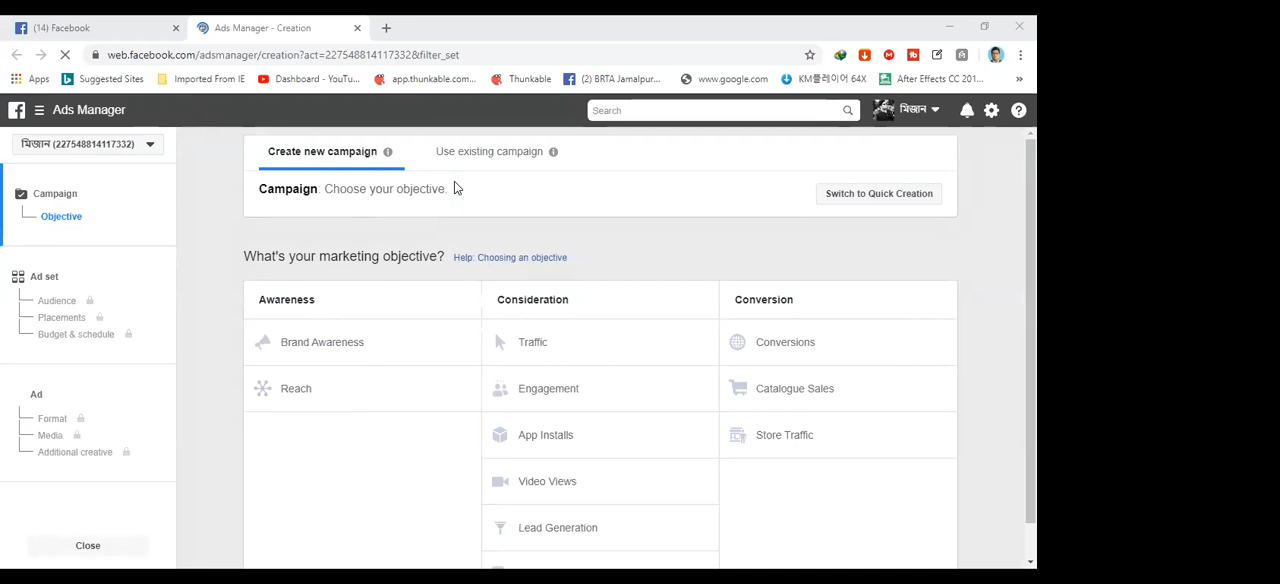 (14) Facebook
Ads Manager - Creation
web.facebook.com/adsmanager/creation?act=227548814117332&filter_set
Apps
Suggested Sites
Imported From IE
Dashboard - YouTu...
app.thunkable.com...
Thunkable
(2) BRTA Jamalpur...
www.google.com
KM플레이어 64X
After Effects CC 201...
»
Ads Manager
Search
মিজান
মিজান (227548814117332)
Create new campaign
Use existing campaign
Campaign: Choose your objective.
Switch to Quick Creation
Campaign
Objective
Ad set
Audience
Placements
Budget & schedule
Ad
Format
Media
Additional creative
Close
What's your marketing objective? Help: Choosing an objective
Awareness
Consideration
Conversion
Brand Awareness
Traffic
Conversions
Reach
Engagement
Catalogue Sales
App Installs
Store Traffic
Video Views
Lead Generation